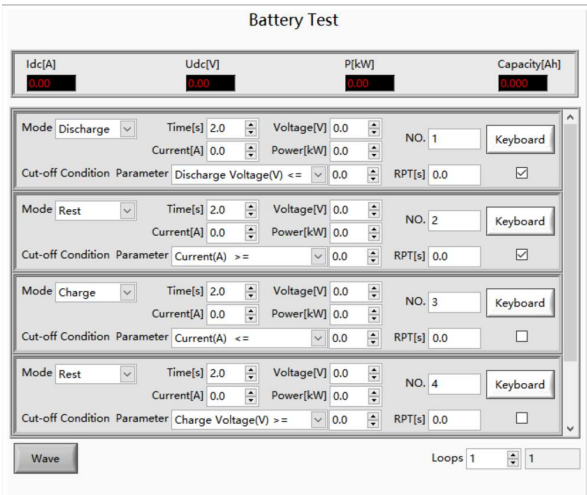 Battery Test
Idc[A] Udc[V] P[kW] Capacity[Ah]
0.00 0.00 0.00 0.000
Mode Discharge Time[s] 2.0 Voltage[V] 0.0 NO. 1 Keyboard
Current[A] 0.0 Power[kW] 0.0
Cut-off Condition Parameter Discharge Voltage(V) <= 0.0 RPT[s] 0.0
Mode Rest Time[s] 2.0 Voltage[V] 0.0 NO. 2 Keyboard
Current[A] 0.0 Power[kW] 0.0
Cut-off Condition Parameter Current(A) >= 0.0 RPT[s] 0.0
Mode Charge Time[s] 2.0 Voltage[V] 0.0 NO. 3 Keyboard
Current[A] 0.0 Power[kW] 0.0
Cut-off Condition Parameter Current(A) <= 0.0 RPT[s] 0.0
Mode Rest Time[s] 2.0 Voltage[V] 0.0 NO. 4 Keyboard
Current[A] 0.0 Power[kW] 0.0
Cut-off Condition Parameter Charge Voltage(V) >= 0.0 RPT[s] 0.0
Wave Loops 1 1